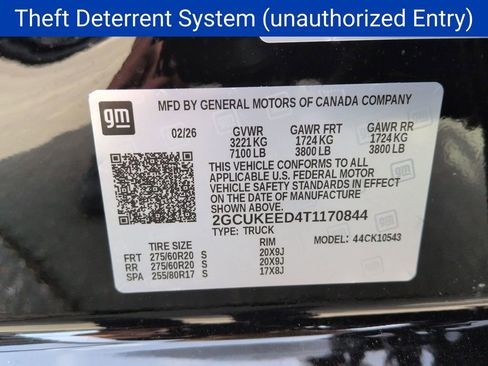 Theft Deterrent System (unauthorized Entry)
gm
MFD BY GENERAL MOTORS OF CANADA COMPANY
02/26 GVWR GAWR FRT GAWR RR
3221 KG 1724 KG 1724 KG
7100 LB 3800 LB 3800 LB
THIS VEHICLE CONFORMS TO ALL
APPLICABLE U.S. FEDERAL MOTOR
VEHICLE SAFETY AND THEFT PREVENTION
STANDARDS IN EFFECT ON THE DATE OF MANUFACTURE
SHOWN ABOVE.
2GCUKEED4T1170844
TYPE: TRUCK
TIRE SIZE RIM MODEL: 44CK10543
FRT 275/60R20 S 20X9J
RR 275/60R20 S 20X9J
SPA 255/80R17 S 17X8J